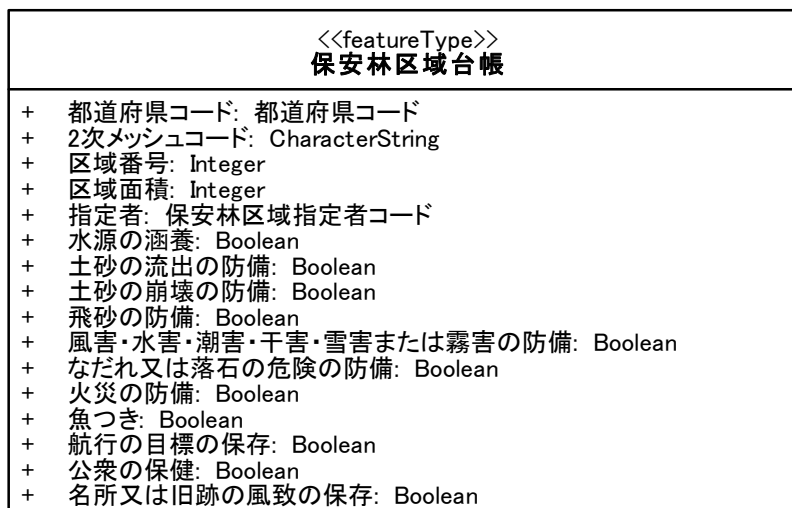 <<featureType>>
保安林区域台帳
+ 都道府県コード: 都道府県コード
+ 2次メッシュコード: CharacterString
+ 区域番号: Integer
+ 区域面積: Integer
+ 指定者: 保安林区域指定者コード
+ 水源の涵養: Boolean
+ 土砂の流出の防備: Boolean
+ 土砂の崩壊の防備: Boolean
+ 飛砂の防備: Boolean
+ 風害・水害・潮害・干害・雪害または霧害の防備: Boolean
+ なだれ又は落石の危険の防備: Boolean
+ 火災の防備: Boolean
+ 魚つき: Boolean
+ 航行の目標の保存: Boolean
+ 公衆の保健: Boolean
+ 名所又は旧跡の風致の保存: Boolean